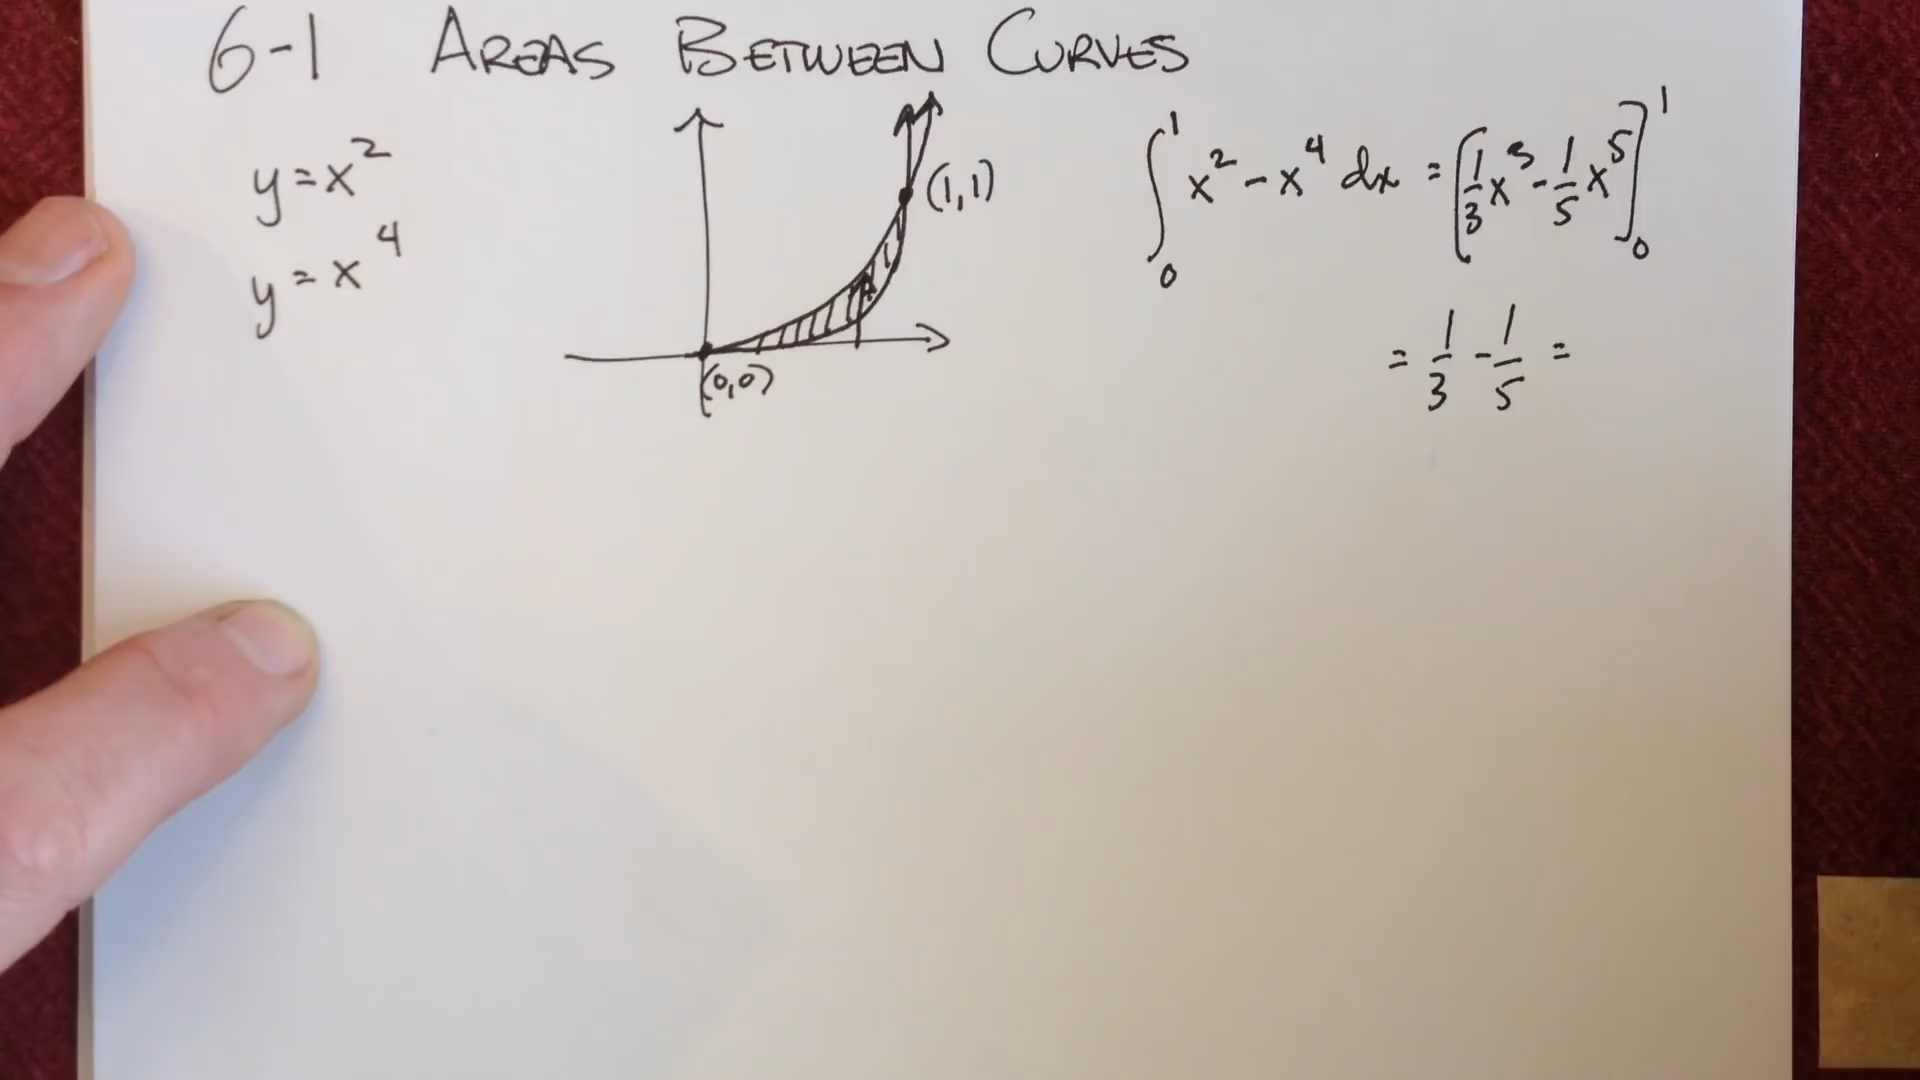 6-1 AREAS BETWEEN CURVES
y = x²
y = x⁴
(1,1)
(0,0)
∫₀¹ x² - x⁴ dx = [1/3 x³ - 1/5 x⁵]₀¹
= 1/3 - 1/5 =